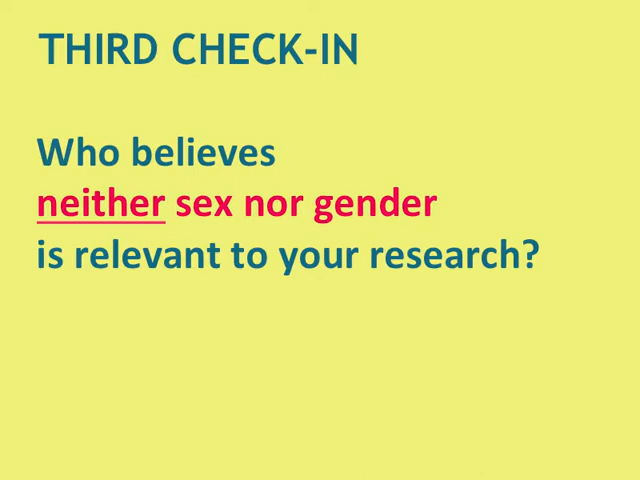 THIRD CHECK-IN
Who believes
neither sex nor gender
is relevant to your research?